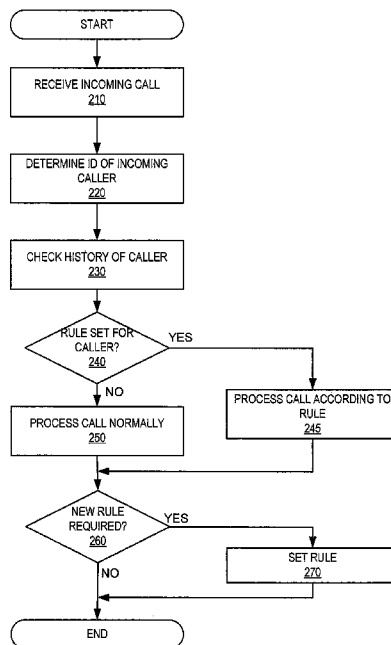 START
RECEIVE INCOMING CALL
210
DETERMINE ID OF INCOMING
CALLER
220
CHECK HISTORY OF CALLER
230
RULE SET FOR
CALLER?
240
YES
NO
PROCESS CALL ACCORDING TO
RULE
245
PROCESS CALL NORMALLY
250
NEW RULE
REQUIRED?
260
YES
NO
SET RULE
270
END